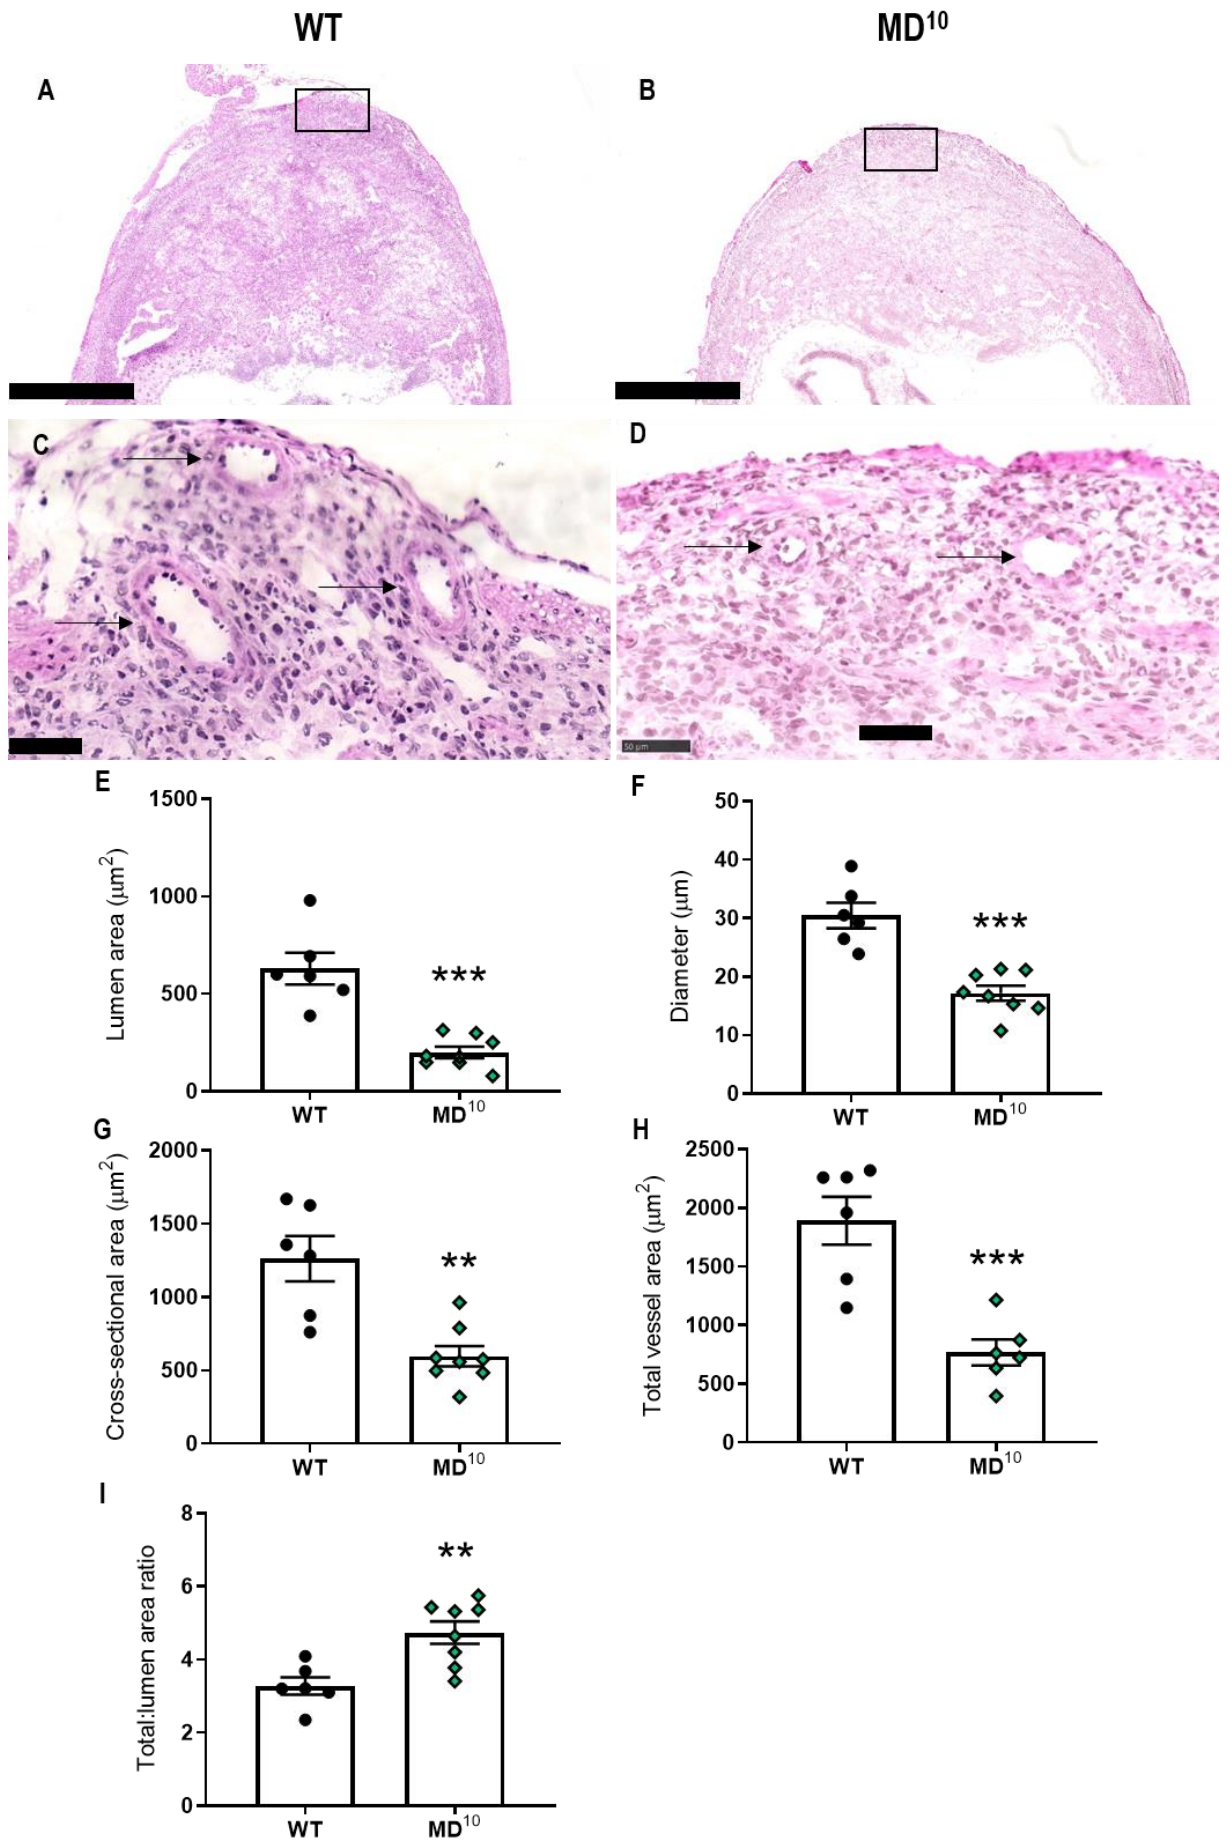 WT MD¹⁰
A B
C D
50 µm
E F
Lumen area (µm²)
1500
1000
500
0
***
WT MD¹⁰
Diameter (µm)
50
40
30
20
10
0
***
WT MD¹⁰
G H
Cross-sectional area (µm²)
2000
1500
1000
500
0
**
WT MD¹⁰
Total vessel area (µm²)
2500
2000
1500
1000
500
0
***
WT MD¹⁰
I
Total:lumen area ratio
8
6
4
2
0
**
WT MD¹⁰